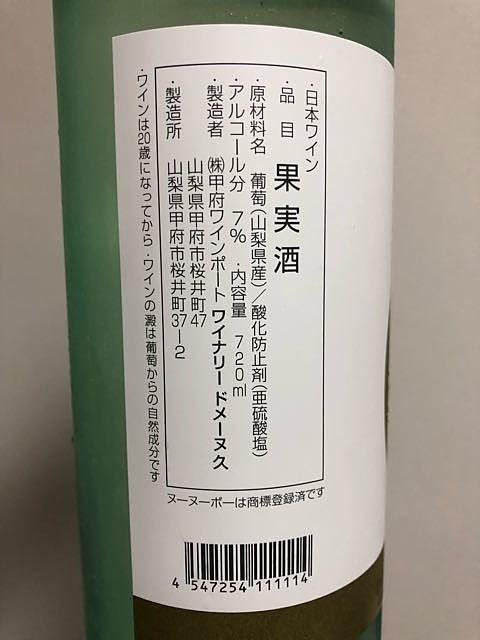 ・日本ワイン
・品目 果実酒
・原材料名 葡萄(山梨県産)/酸化防止剤(亜硫酸塩)
・アルコール分 7% ・内容量 720ml
・製造者 ㈱甲府ワインポート ワイナリー ドメーヌ久
山梨県甲府市桜井町47
・製造所 山梨県甲府市桜井町37-2
・ワインは20歳になってから ・ワインの澱は葡萄からの自然成分です
ヌーヌーボーは商標登録済です
4 547254 111114